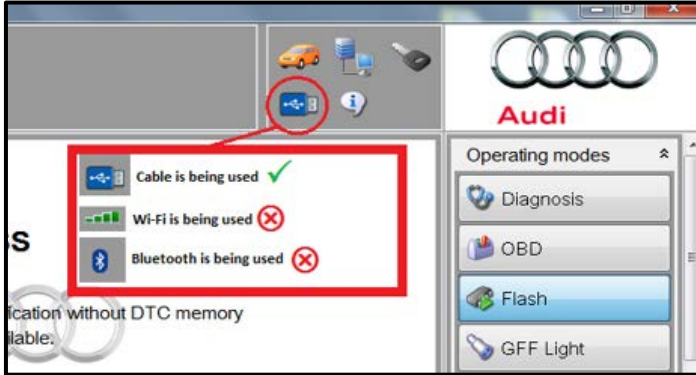 Audi
Operating modes
Cable is being used
Diagnosis
Wi-Fi is being used
OBD
Bluetooth is being used
ss
Flash
ication without DTC memory
ilable.
GFF Light